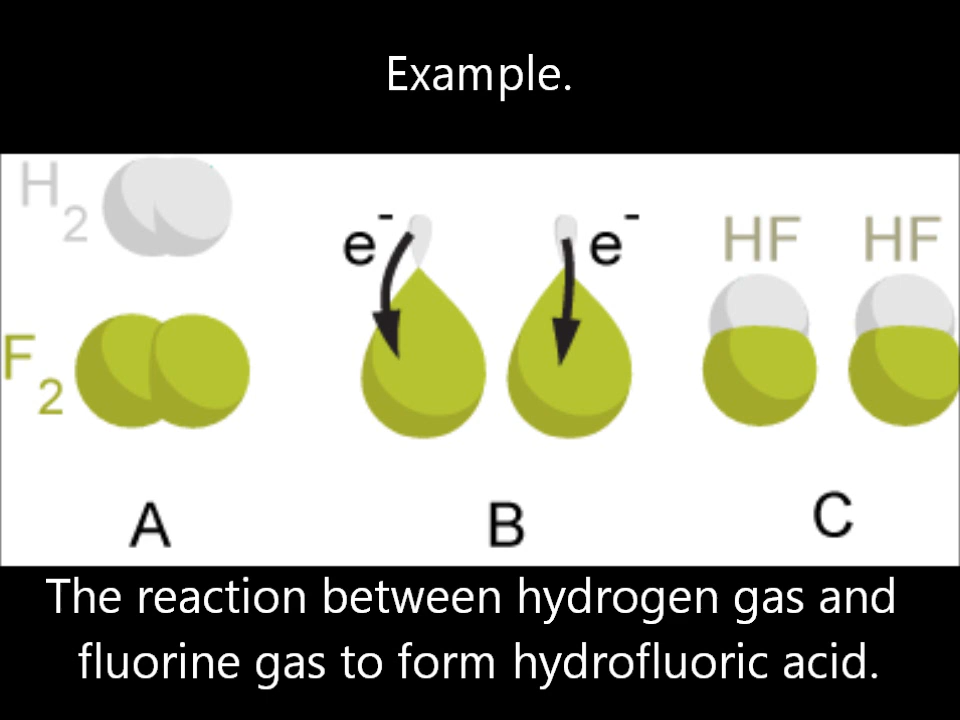 Example.
H2
F2
e-
e-
HF
HF
A
B
C
The reaction between hydrogen gas and
fluorine gas to form hydrofluoric acid.